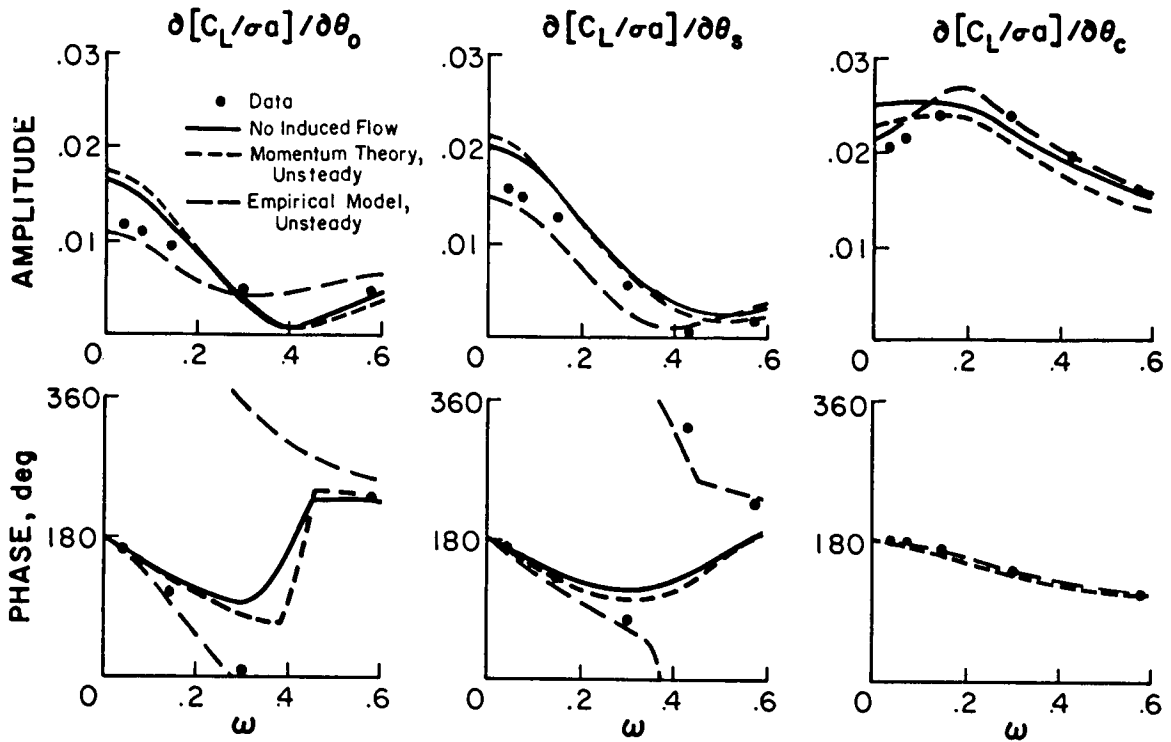 ∂[C_L/σa]/∂θ_o
∂[C_L/σa]/∂θ_s
∂[C_L/σa]/∂θ_c
AMPLITUDE
.03
.02
.01
0
.2
.4
.6
Data
No Induced Flow
Momentum Theory,
Unsteady
Empirical Model,
Unsteady
.03
.02
.01
0
.2
.4
.6
.03
.02
.01
0
.2
.4
.6
PHASE, deg
360
180
0
.2
.4
.6
ω
360
180
0
.2
.4
.6
ω
360
180
0
.2
.4
.6
ω